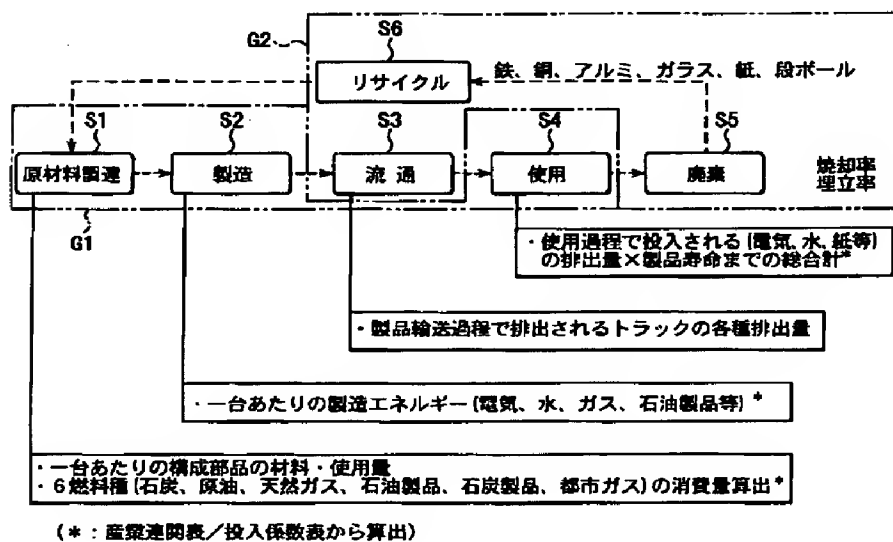 G2
S6
リサイクル
鉄、銅、アルミ、ガラス、紙、段ボール
S1
S2
S3
S4
S5
原材料調達
製造
流通
使用
廃棄
焼却率
埋立率
G1
・使用過程で投入される(電気、水、紙等)
の排出量×製品寿命までの総合計*
・製品輸送過程で排出されるトラックの各種排出量
・一台あたりの製造エネルギー(電気、水、ガス、石油製品等)*
・一台あたりの構成部品の材料・使用量
・6燃料種(石炭、原油、天然ガス、石油製品、石炭製品、都市ガス)の消費量算出*
(*:産業連関表/投入係数表から算出)